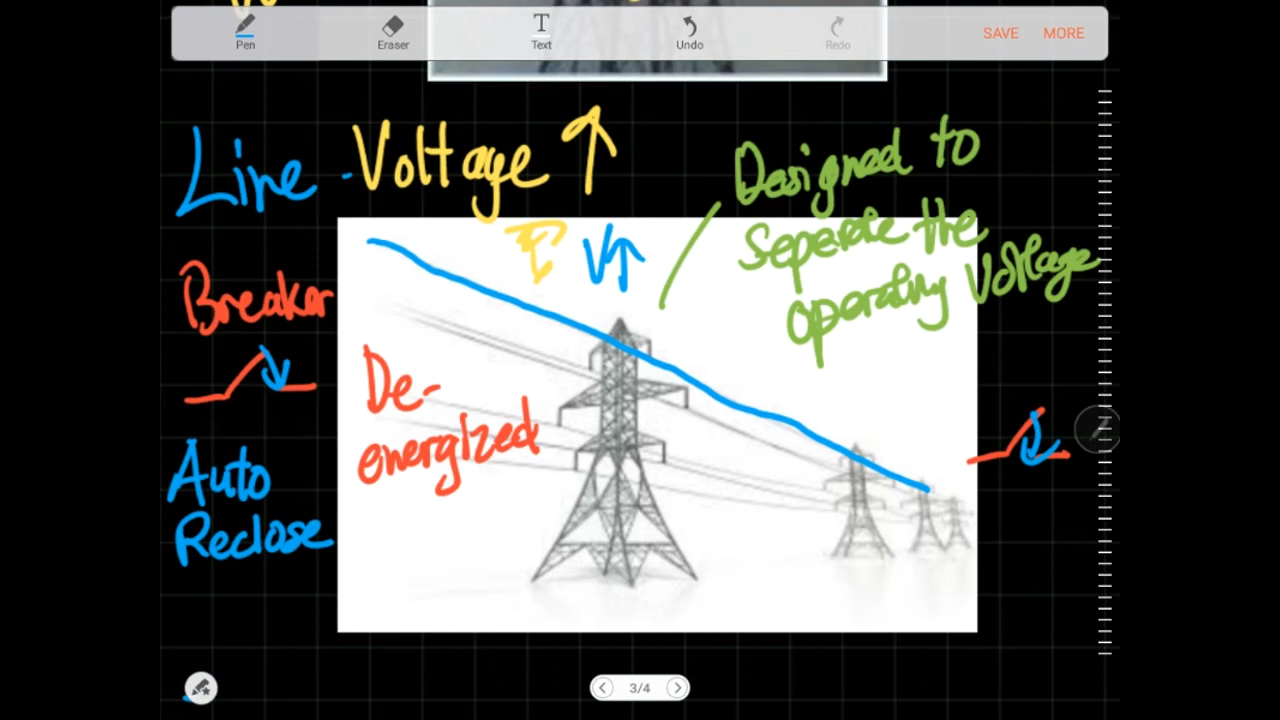 Pen
Eraser
Text
Undo
Redo
SAVE
MORE
Line - Voltage ↑
Designed to
Seperate the
operating Voltage
V↑
Breaker
De-
energized
Auto
Reclose
3/4